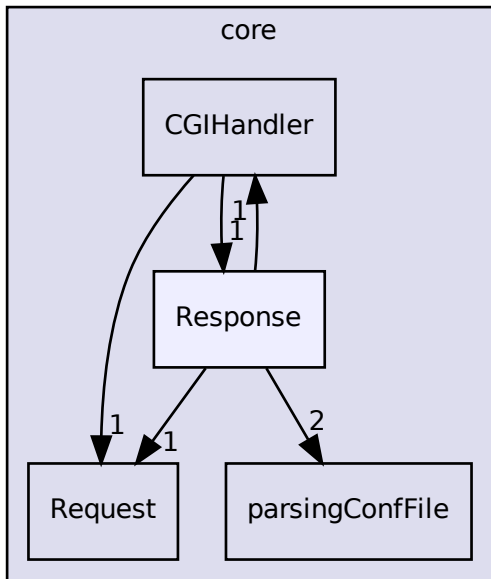 core
CGIHandler
1
1
Response
1
1
2
Request
parsingConfFile